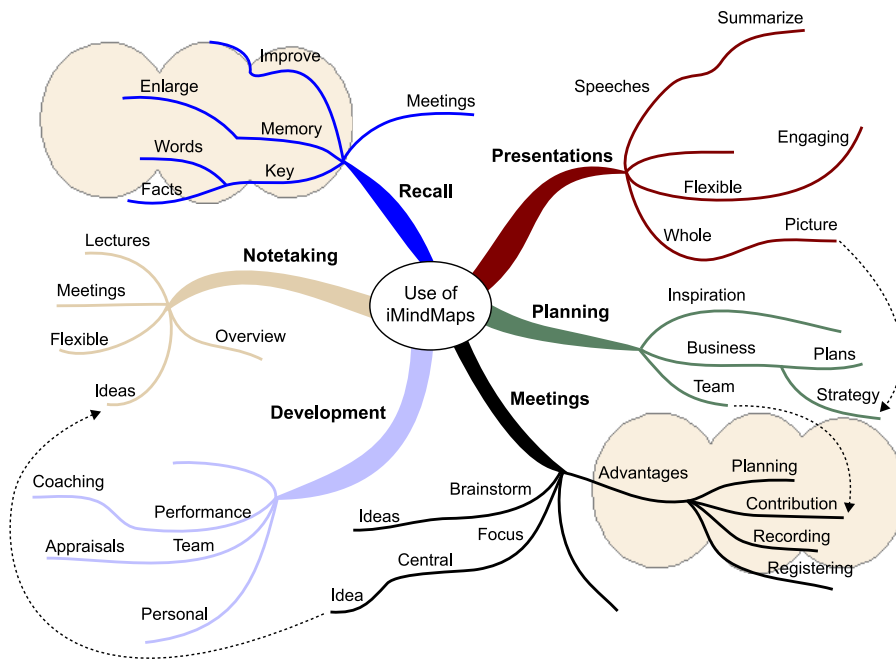 Summarize
Improve
Speeches
Enlarge
Meetings
Memory
Engaging
Words
Presentations
Key
Flexible
Facts
Recall
Whole
Picture
Lectures
Notetaking
Use of
iMindMaps
Inspiration
Meetings
Planning
Flexible
Overview
Business
Plans
Ideas
Team
Strategy
Meetings
Development
Advantages
Planning
Coaching
Brainstorm
Performance
Contribution
Ideas
Focus
Appraisals
Team
Central
Recording
Registering
Idea
Personal